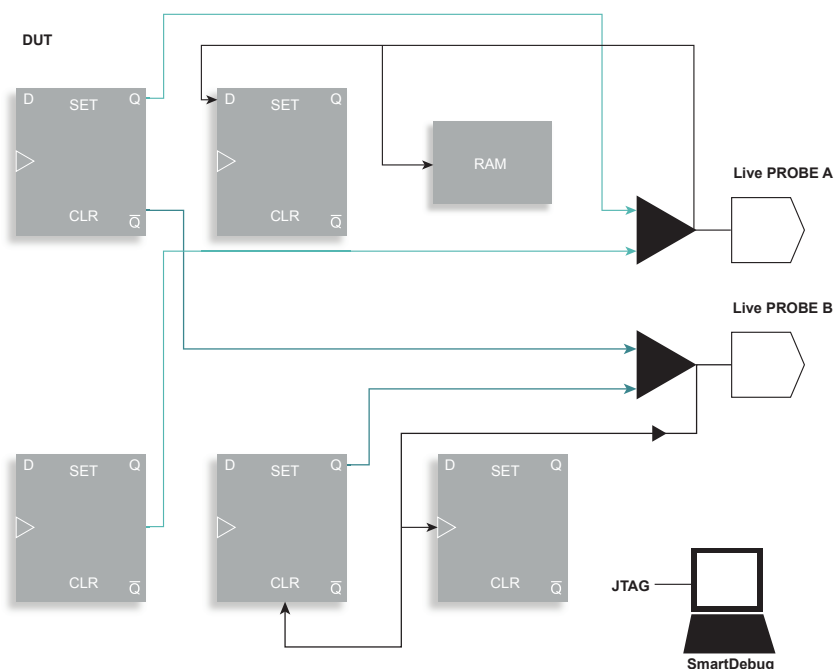 DUT
D SET Q
CLR Q̅
D SET Q
CLR Q̅
RAM
Live PROBE A
Live PROBE B
D SET Q
CLR Q̅
D SET Q
CLR Q̅
D SET Q
CLR Q̅
JTAG
SmartDebug